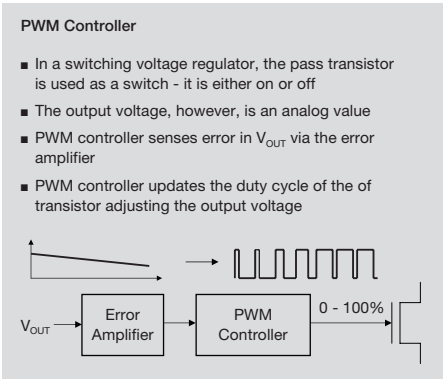 PWM Controller
■ In a switching voltage regulator, the pass transistor
is used as a switch - it is either on or off
■ The output voltage, however, is an analog value
■ PWM controller senses error in VOUT via the error
amplifier
■ PWM controller updates the duty cycle of the of
transistor adjusting the output voltage
VOUT
Error
Amplifier
PWM
Controller
0 - 100%